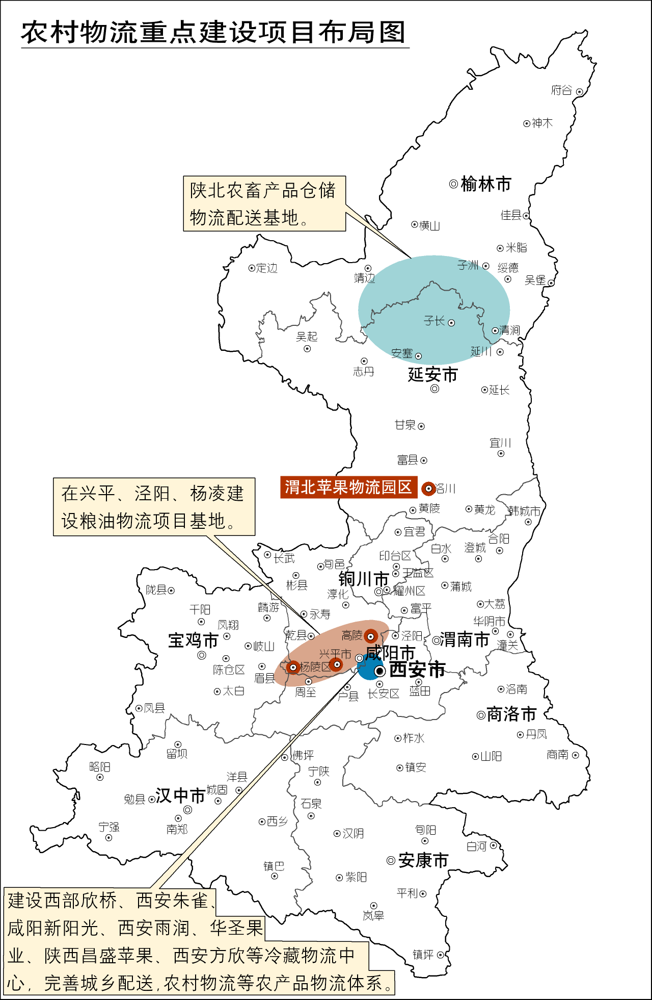 农村物流重点建设项目布局图
府谷
神木
榆林市
陕北农畜产品仓储
物流配送基地。
佳县
横山
米脂
子洲
绥德
定边
靖边
吴堡
子长
清涧
吴起
安塞
延川
志丹
延安市
延长
甘泉
宜川
富县
渭北苹果物流园区
洛川
在兴平、泾阳、杨凌建
设粮油物流项目基地。
黄陵
黄龙
韩城市
宜君
合阳
白水
澄城
长武
旬邑
印台区
王益区
彬县
铜川市
蒲城
陇县
淳化
耀州区
千阳
麟游
永寿
富平
大荔
凤翔
华阴市
宝鸡市
乾县
高陵
泾阳
渭南市
岐山
潼关
兴平市
咸阳市
陈仓区
眉县
杨陵区
西安市
太白
周至
户县
长安区
蓝田
洛南
凤县
商洛市
柞水
丹凤
留坝
佛坪
山阳
商南
略阳
宁陕
镇安
洋县
城固
勉县
汉中市
石泉
宁强
南郑
西乡
汉阴
旬阳
白河
安康市
镇巴
紫阳
平利
岚皋
建设西部欣桥、西安朱雀、
咸阳新阳光、西安雨润、华圣果
业、陕西昌盛苹果、西安方欣等冷藏物流中
心，完善城乡配送,农村物流等农产品物流体系。
镇坪